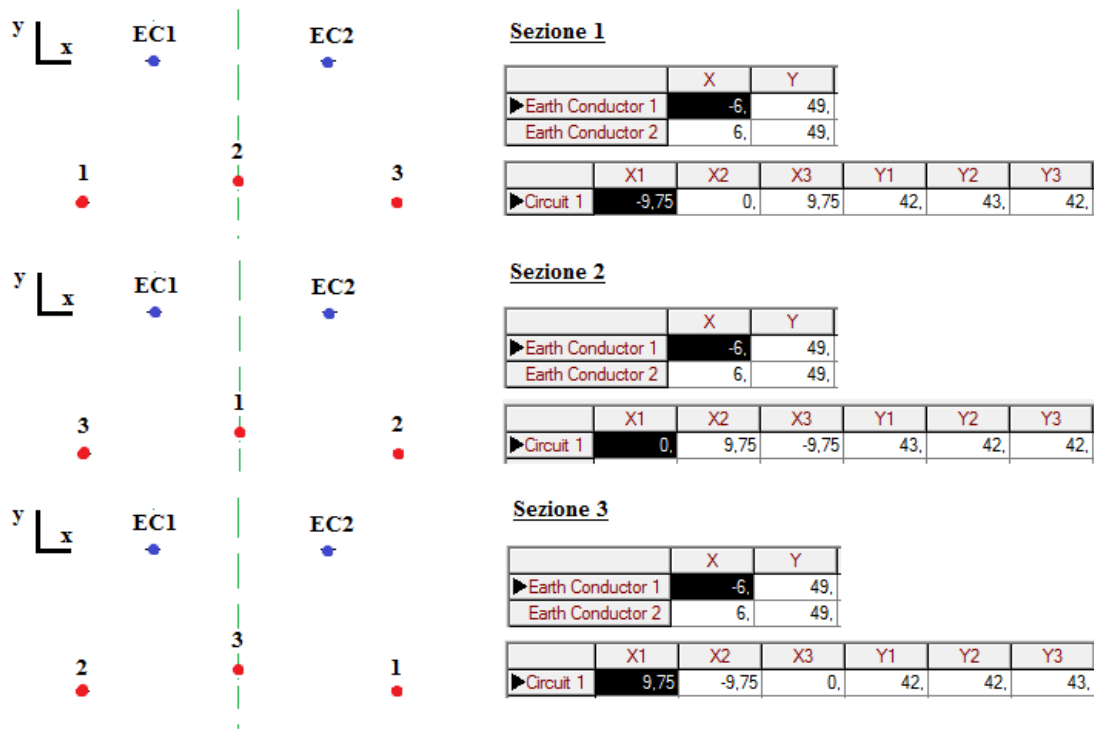 y
x
EC1
EC2
1
2
3
Sezione 1
X Y
Earth Conductor 1 -6, 49,
Earth Conductor 2 6, 49,
X1 X2 X3 Y1 Y2 Y3
Circuit 1 -9,75 0, 9,75 42, 43, 42,
y
x
EC1
EC2
3
1
2
Sezione 2
X Y
Earth Conductor 1 -6, 49,
Earth Conductor 2 6, 49,
X1 X2 X3 Y1 Y2 Y3
Circuit 1 0, 9,75 -9,75 43, 42, 42,
y
x
EC1
EC2
2
3
1
Sezione 3
X Y
Earth Conductor 1 -6, 49,
Earth Conductor 2 6, 49,
X1 X2 X3 Y1 Y2 Y3
Circuit 1 9,75 -9,75 0, 42, 42, 43,